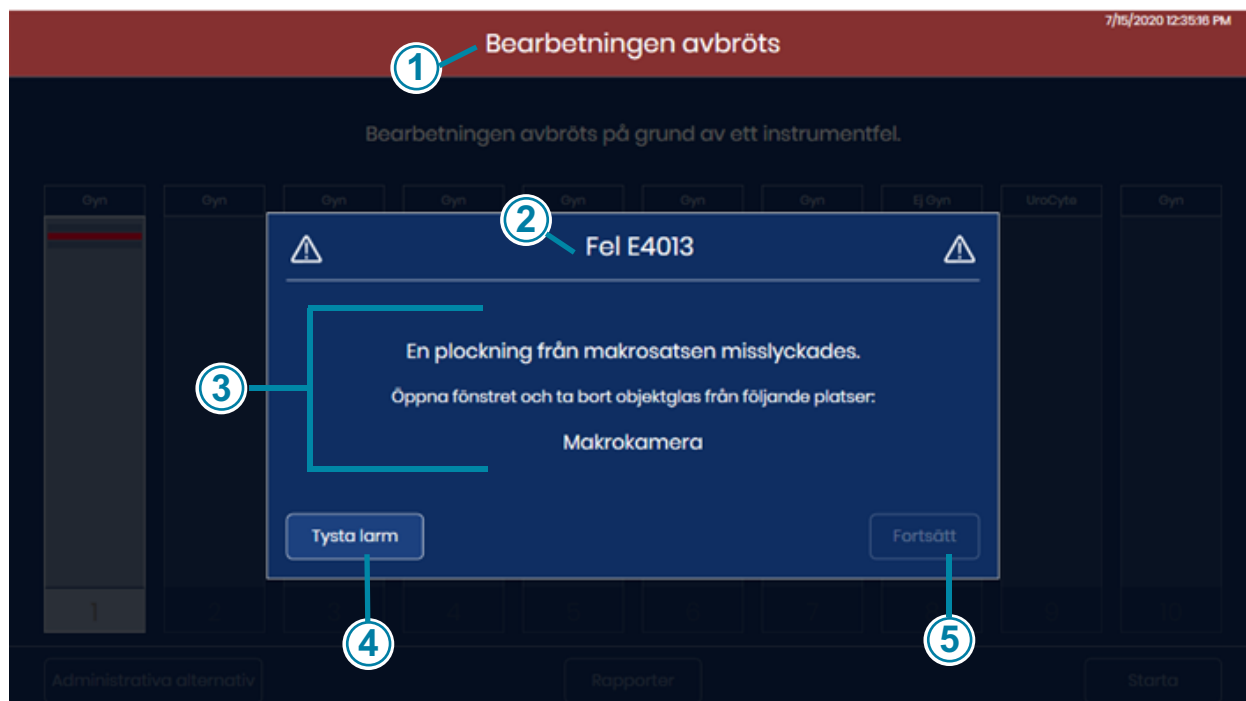 7/15/2020 12:35:16 PM
1 Bearbetningen avbröts
Bearbetningen avbröts på grund av ett instrumentfel.
Gyn Gyn Gyn Gyn Gyn Gyn Gyn Ej Gyn UroCyte Gyn
2 Fel E4013
3
En plockning från makrosatsen misslyckades.
Öppna fönstret och ta bort objektglas från följande platser:
Makrokamera
Tysta larm Fortsätt
1 2 3 4 5 6 7 8 9 10
4 5
Administrativa alternativ Rapporter Starta